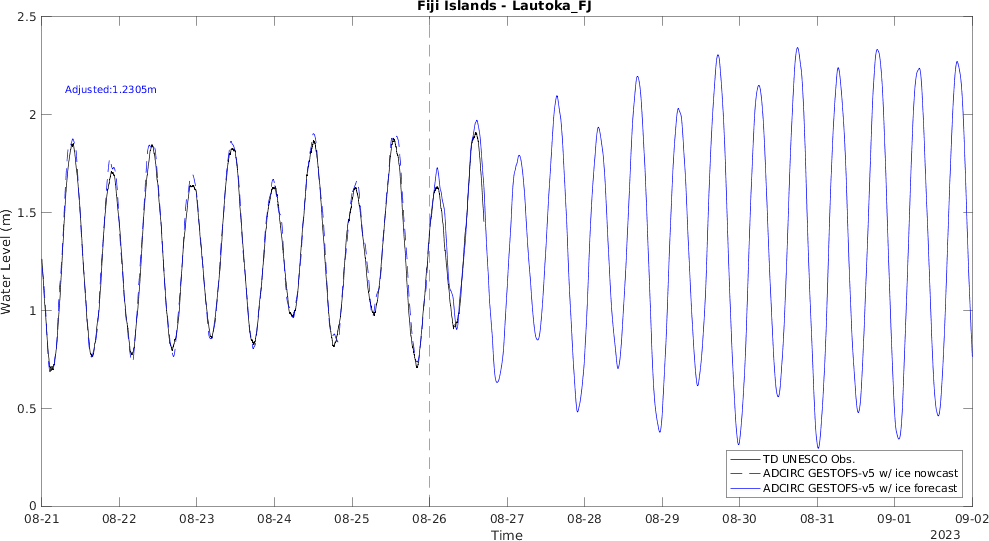 Fiji Islands - Lautoka_FJ
2.5
Adjusted:1.2305m
2
1.5
Water Level (m)
1
0.5
TD UNESCO Obs.
ADCIRC GESTOFS-v5 w/ ice nowcast
ADCIRC GESTOFS-v5 w/ ice forecast
0
08-21 08-22 08-23 08-24 08-25 08-26 08-27 08-28 08-29 08-30 08-31 09-01 09-02
Time
2023